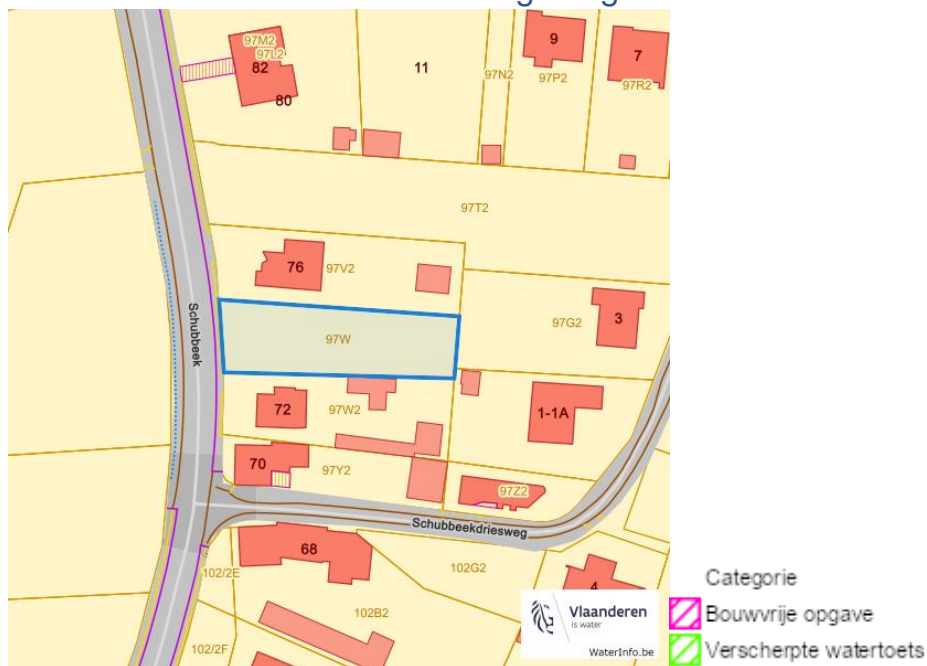 97M2
97L2
82
80
11
97N2
9
97P2
7
97R2
97T2
76
97V2
Schubbeek
97W
97G2
3
72
97W2
1-1A
70
97Y2
97Z2
Schubbeekdriesweg
68
102/2E
102G2
4
102B2
102/2F
Vlaanderen
is water
WaterInfo.be
Categorie
Bouwvrije opgave
Verscherpte watertoets